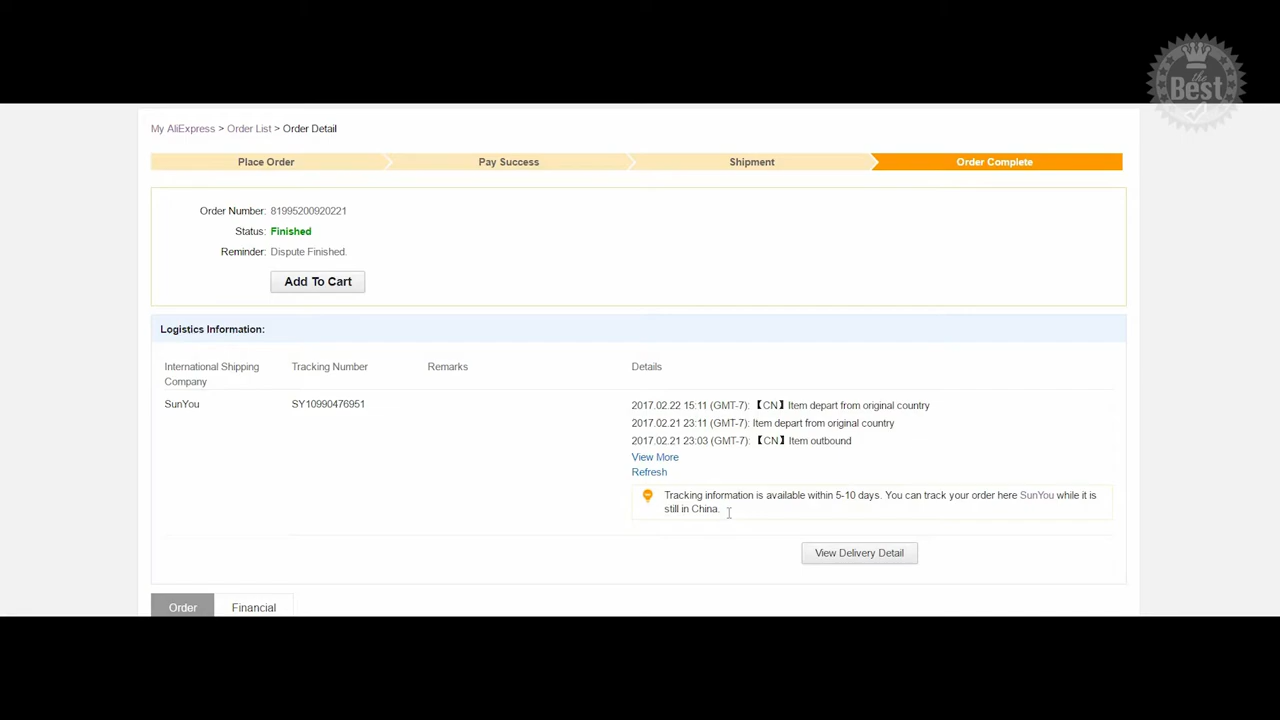 the
Best
My AliExpress > Order List > Order Detail
Place Order
Pay Success
Shipment
Order Complete
Order Number: 81995200920221
Status: Finished
Reminder: Dispute Finished.
Add To Cart
Logistics Information:
International Shipping
Company
Tracking Number
Remarks
Details
SunYou
SY10990476951
2017.02.22 15:11 (GMT-7): 【CN】Item depart from original country
2017.02.21 23:11 (GMT-7): Item depart from original country
2017.02.21 23:03 (GMT-7): 【CN】Item outbound
View More
Refresh
Tracking information is available within 5-10 days. You can track your order here SunYou while it is
still in China.
View Delivery Detail
Order
Financial